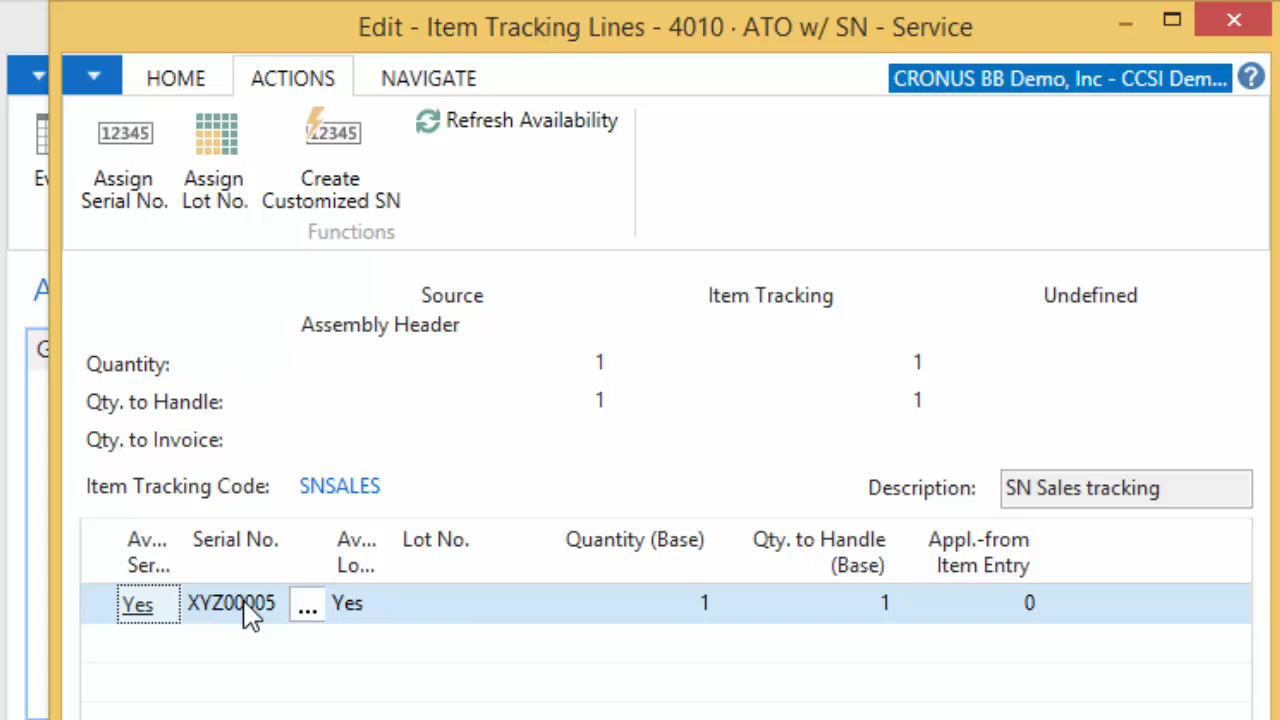 Edit - Item Tracking Lines - 4010 · ATO w/ SN - Service
HOME ACTIONS NAVIGATE CRONUS BB Demo, Inc - CCSI Dem... ?
12345 12345 Refresh Availability
Assign Assign Create
Serial No. Lot No. Customized SN
Functions
Source Item Tracking Undefined
Assembly Header
Quantity: 1 1
Qty. to Handle: 1 1
Qty. to Invoice:
Item Tracking Code: SNSALES Description: SN Sales tracking
Av... Serial No. Av... Lot No. Quantity (Base) Qty. to Handle Appl.-from
Ser... Lo... (Base) Item Entry
Yes XYZ00005 ... Yes 1 1 0